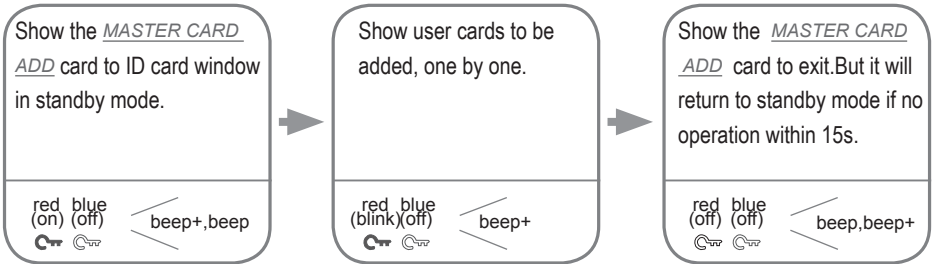 Show the MASTER CARD
ADD card to ID card window
in standby mode.
red blue
(on) (off)
beep+,beep
Show user cards to be
added, one by one.
red blue
(blink)(off)
beep+
Show the MASTER CARD
ADD card to exit.But it will
return to standby mode if no
operation within 15s.
red blue
(off) (off)
beep,beep+